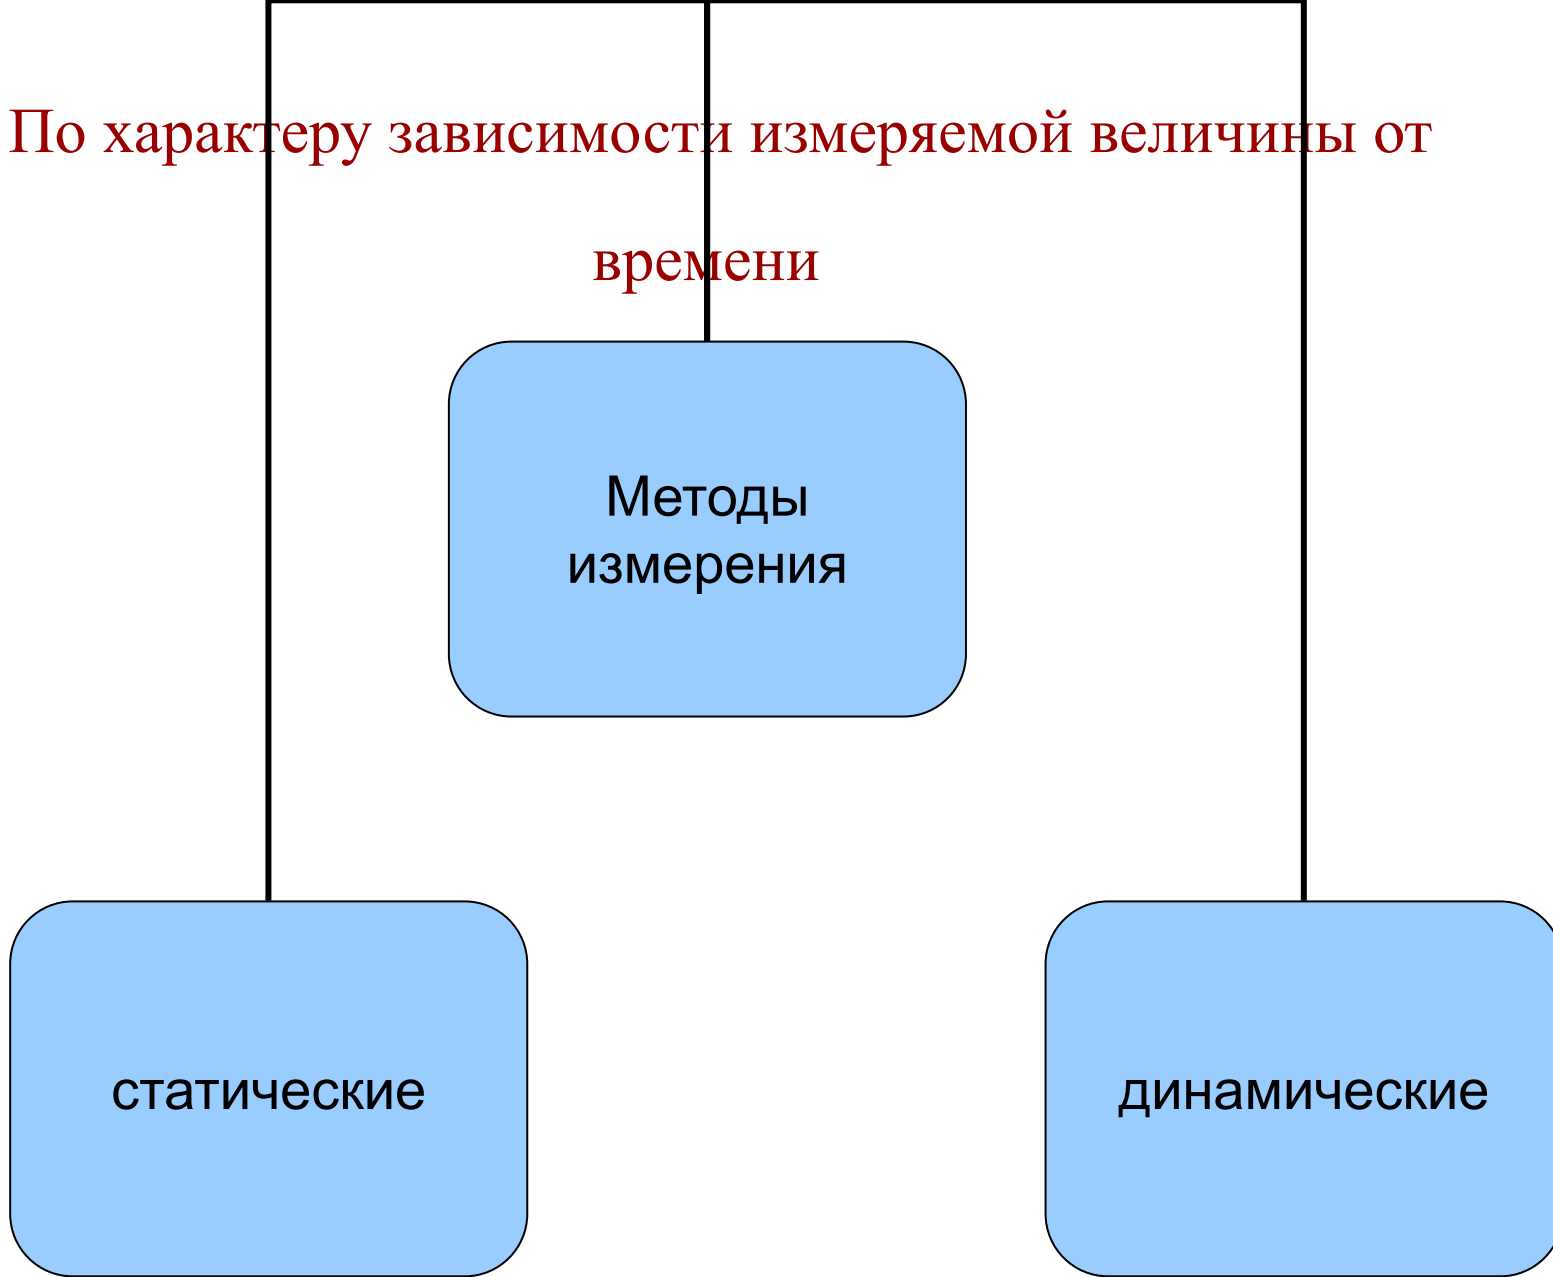 По характеру зависимости измеряемой величины от
времени
Методы
измерения
статические
динамические